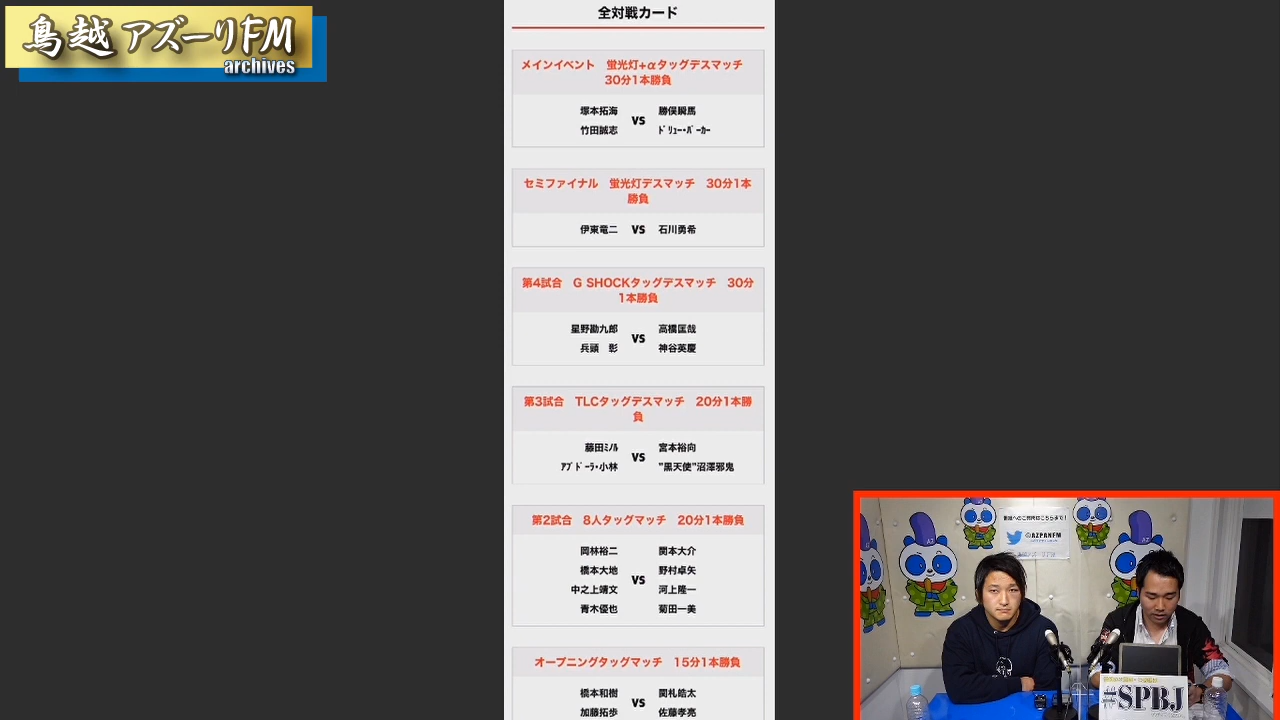 鳥越 アズーリFM
archives
全対戦カード
メインイベント 蛍光灯+αタッグデスマッチ
30分1本勝負
塚本拓海
竹田誠志
VS
勝俣瞬馬
ﾄﾞﾘｭｰ･ﾊﾟｰｶｰ
セミファイナル 蛍光灯デスマッチ 30分1本
勝負
伊東竜二 VS 石川勇希
第4試合 G SHOCKタッグデスマッチ 30分
1本勝負
星野勘九郎
兵頭 彰
VS
高橋匡哉
神谷英慶
第3試合 TLCタッグデスマッチ 20分1本勝
負
藤田ﾐﾉﾙ
ｱﾌﾞﾄﾞｰﾗ･小林
VS
宮本裕向
"黒天使"沼澤邪鬼
第2試合 8人タッグマッチ 20分1本勝負
岡林裕二
橋本大地
中之上靖文
青木優也
VS
関本大介
野村卓矢
河上隆一
菊田一美
オープニングタッグマッチ 15分1本勝負
橋本和樹
加藤拓歩
VS
関札皓太
佐藤孝亮
番組へのご意見はこちらまで!
@AZPANFM
#SPBJ